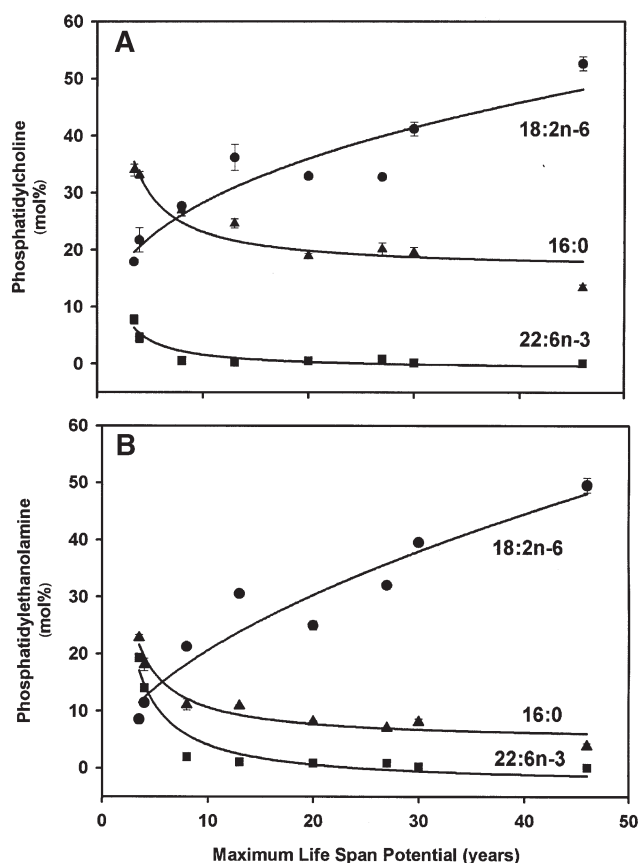 A
60
50
40
30
20
10
0
Phosphatidylcholine
(mol%)
18:2n-6
16:0
22:6n-3
B
60
50
40
30
20
10
0
Phosphatidylethanolamine
(mol%)
18:2n-6
16:0
22:6n-3
0 10 20 30 40 50
Maximum Life Span Potential (years)